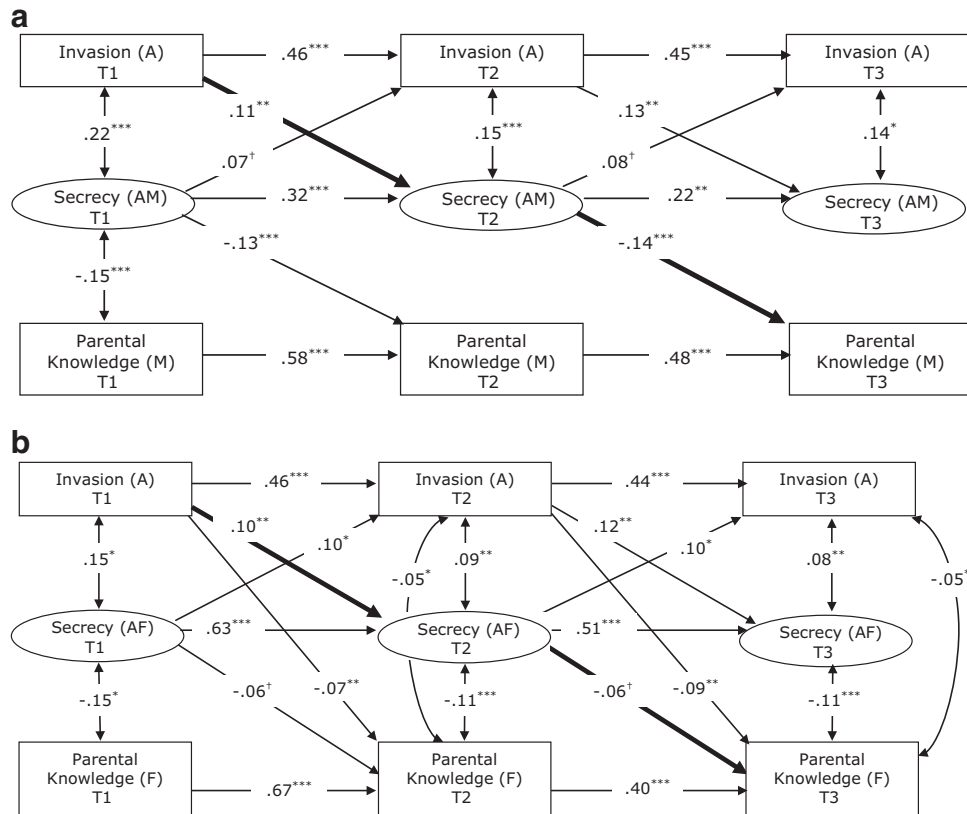 a
Invasion (A)
T1
.46***
Invasion (A)
T2
.45***
Invasion (A)
T3
.11**
.13**
.22***
.07†
.15***
.08†
.14*
Secrecy (AM)
T1
.32***
Secrecy (AM)
T2
.22**
Secrecy (AM)
T3
-.13***
-.14***
-.15***
Parental
Knowledge (M)
T1
.58***
Parental
Knowledge (M)
T2
.48***
Parental
Knowledge (M)
T3
b
Invasion (A)
T1
.46***
Invasion (A)
T2
.44***
Invasion (A)
T3
.10**
.12**
.15*
.10*
-.05*
.09**
.10*
.08**
-.05*
Secrecy (AF)
T1
.63***
Secrecy (AF)
T2
.51***
Secrecy (AF)
T3
-.15*
-.06†
-.07**
-.11***
-.06†
-.09**
-.11***
Parental
Knowledge (F)
T1
.67***
Parental
Knowledge (F)
T2
.40***
Parental
Knowledge (F)
T3